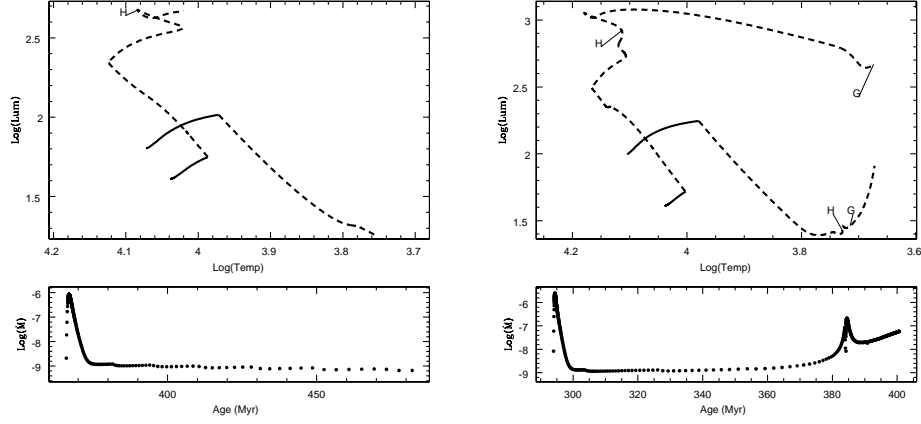 H
2.5
2
1.5
Log(Lum)
4.2 4.1 4 3.9 3.8 3.7
Log(Temp)
-6
-7
-8
-9
Log(Ṁ)
400 450
Age (Myr)
3
2.5
2
1.5
Log(Lum)
H
G
H G
4.2 4 3.8 3.6
Log(Temp)
-6
-7
-8
-9
Log(Ṁ)
300 320 340 360 380 400
Age (Myr)